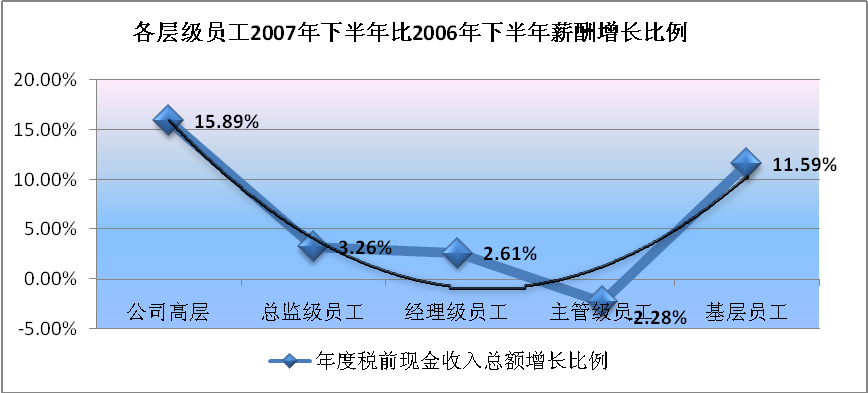 各层级员工2007年下半年比2006年下半年薪酬增长比例
20.00%
15.00%
10.00%
5.00%
0.00%
-5.00%
15.89%
3.26%
2.61%
-2.28%
11.59%
公司高层
总监级员工
经理级员工
主管级员工
基层员工
年度税前现金收入总额增长比例